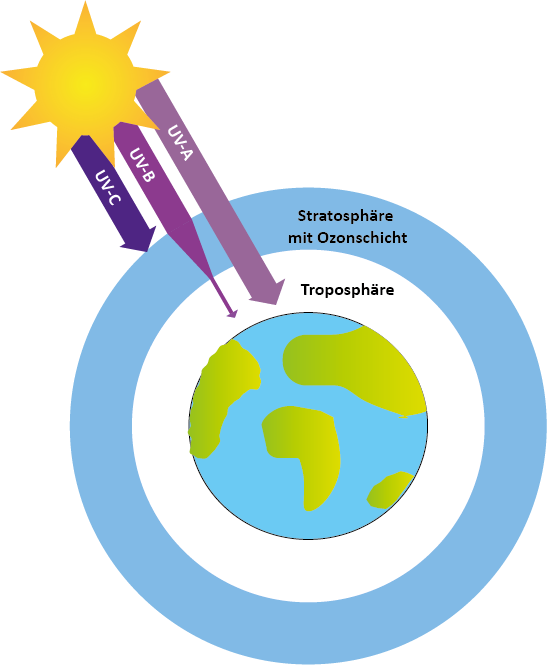 UV-A
UV-B
UV-C
Stratosphäre
mit Ozonschicht
Troposphäre